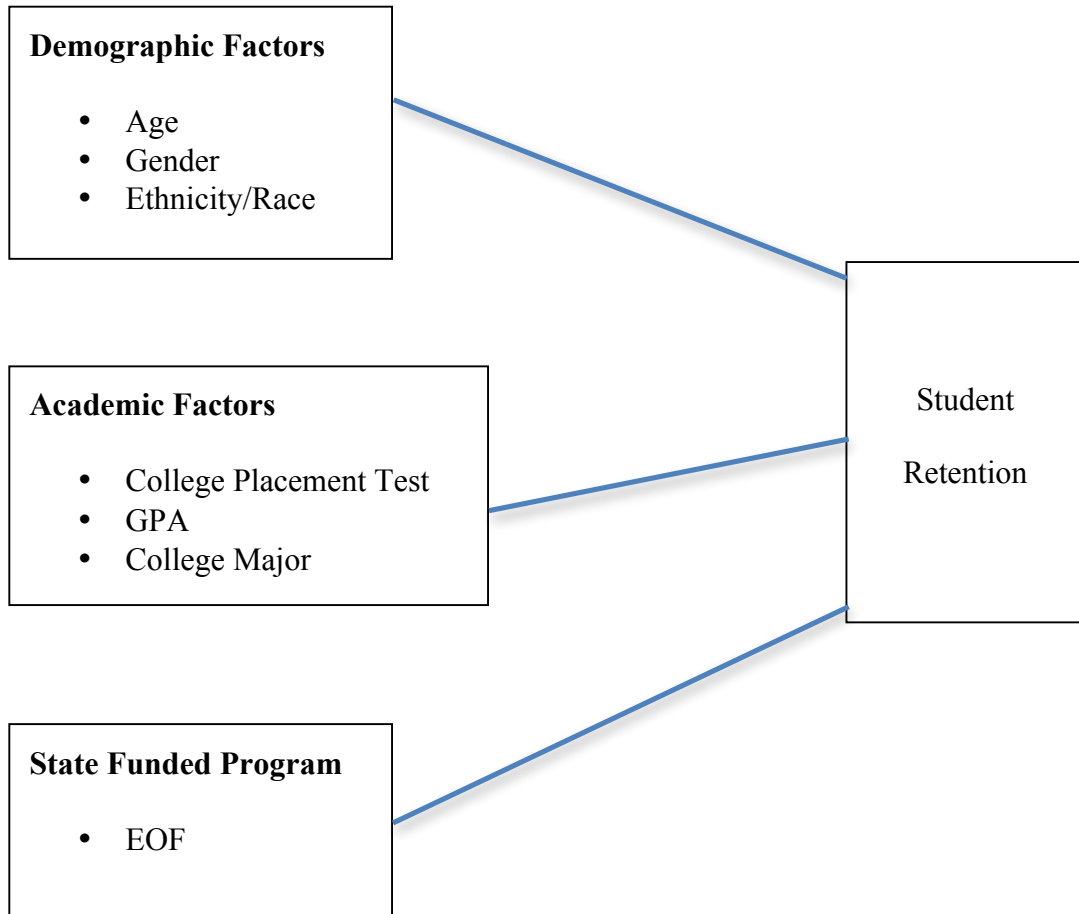 Demographic Factors
• Age
• Gender
• Ethnicity/Race
Academic Factors
• College Placement Test
• GPA
• College Major
State Funded Program
• EOF
Student
Retention